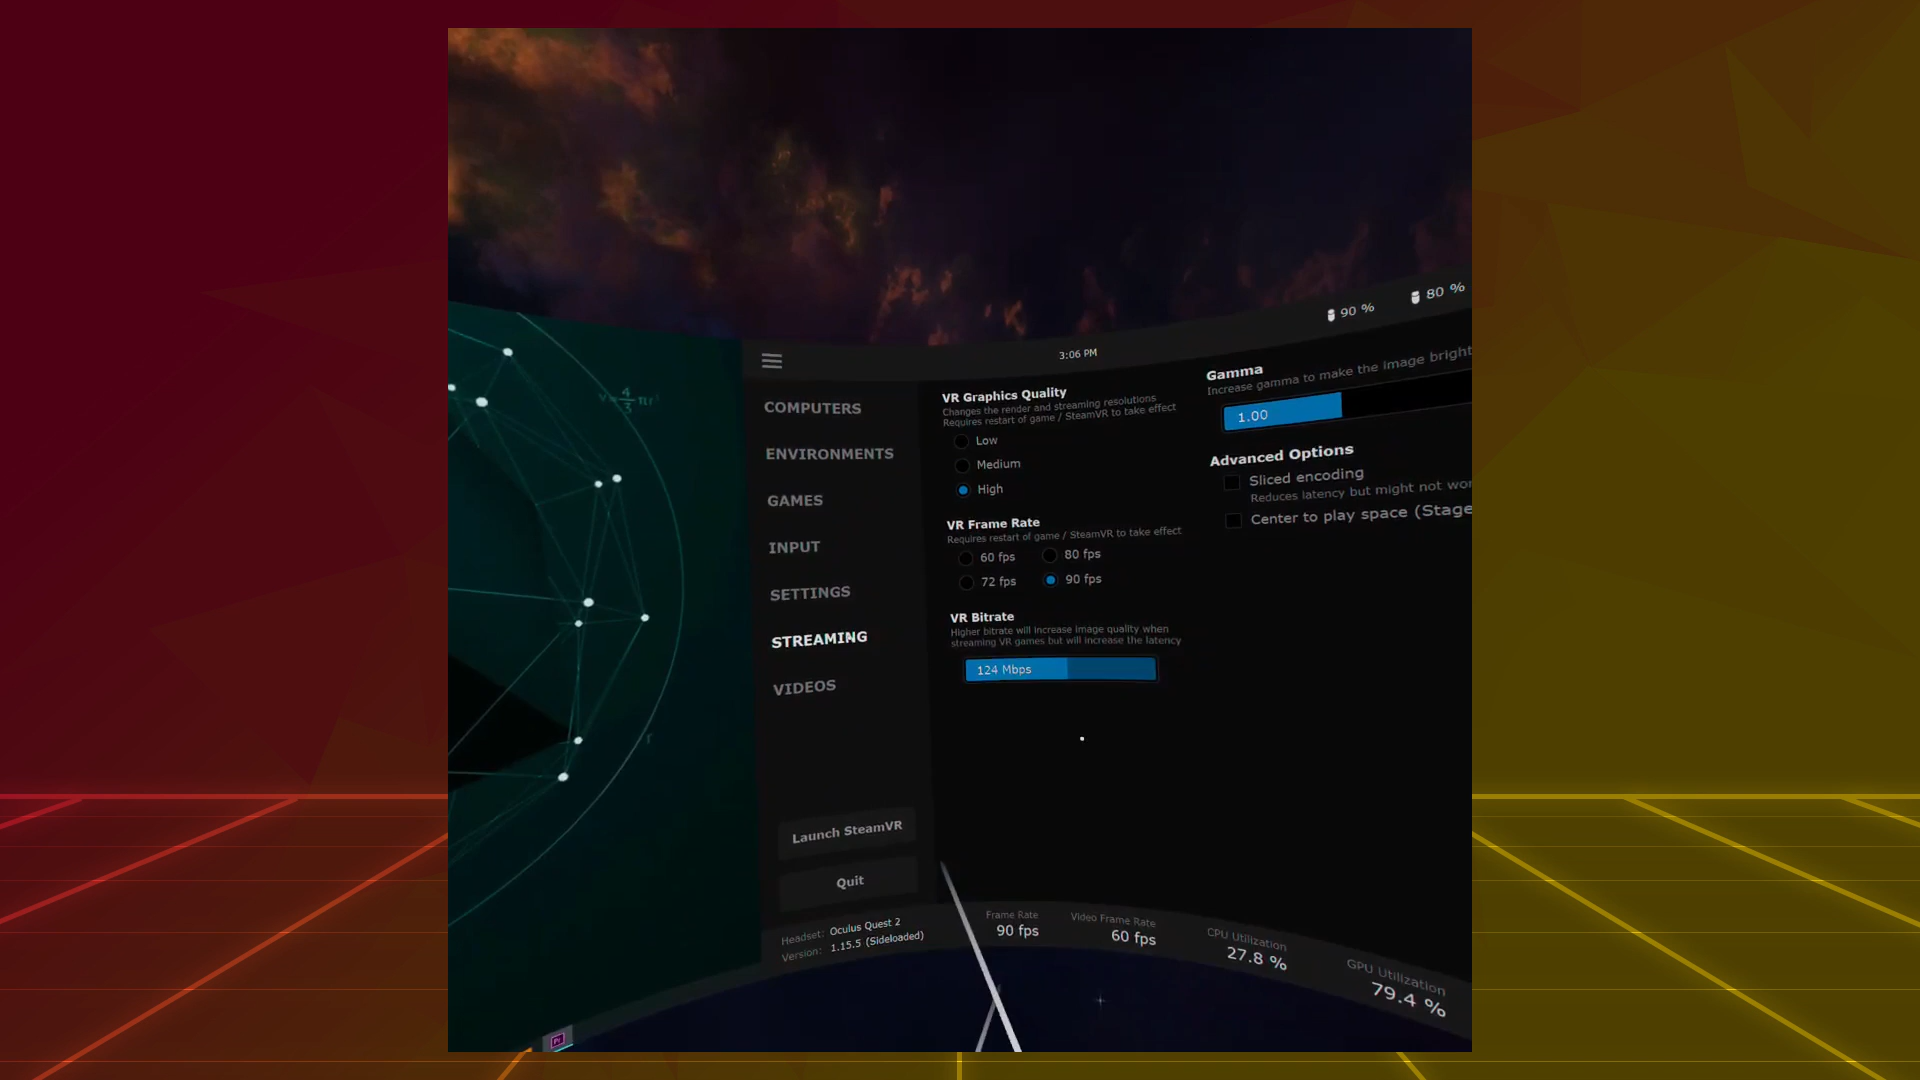 90 %
80 %
3:06 PM
COMPUTERS
ENVIRONMENTS
GAMES
INPUT
SETTINGS
STREAMING
VIDEOS
Launch SteamVR
Quit
VR Graphics Quality
Changes the render and streaming resolutions
Requires restart of game / SteamVR to take effect
Low
Medium
High
VR Frame Rate
Requires restart of game / SteamVR to take effect
60 fps
80 fps
72 fps
90 fps
VR Bitrate
Higher bitrate will increase image quality when
streaming VR games but will increase the latency
124 Mbps
Gamma
Increase gamma to make the image bright
1.00
Advanced Options
Sliced encoding
Reduces latency but might not wor
Center to play space (Stage
Headset: Oculus Quest 2
Version: 1.15.5 (Sideloaded)
Frame Rate
90 fps
Video Frame Rate
60 fps
CPU Utilization
27.8 %
GPU Utilization
79.4 %
r
Pr